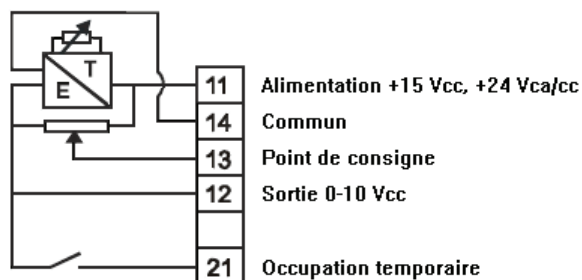 T
E
11 Alimentation +15 Vcc, +24 Vca/cc
14 Commun
13 Point de consigne
12 Sortie 0-10 Vcc
21 Occupation temporaire